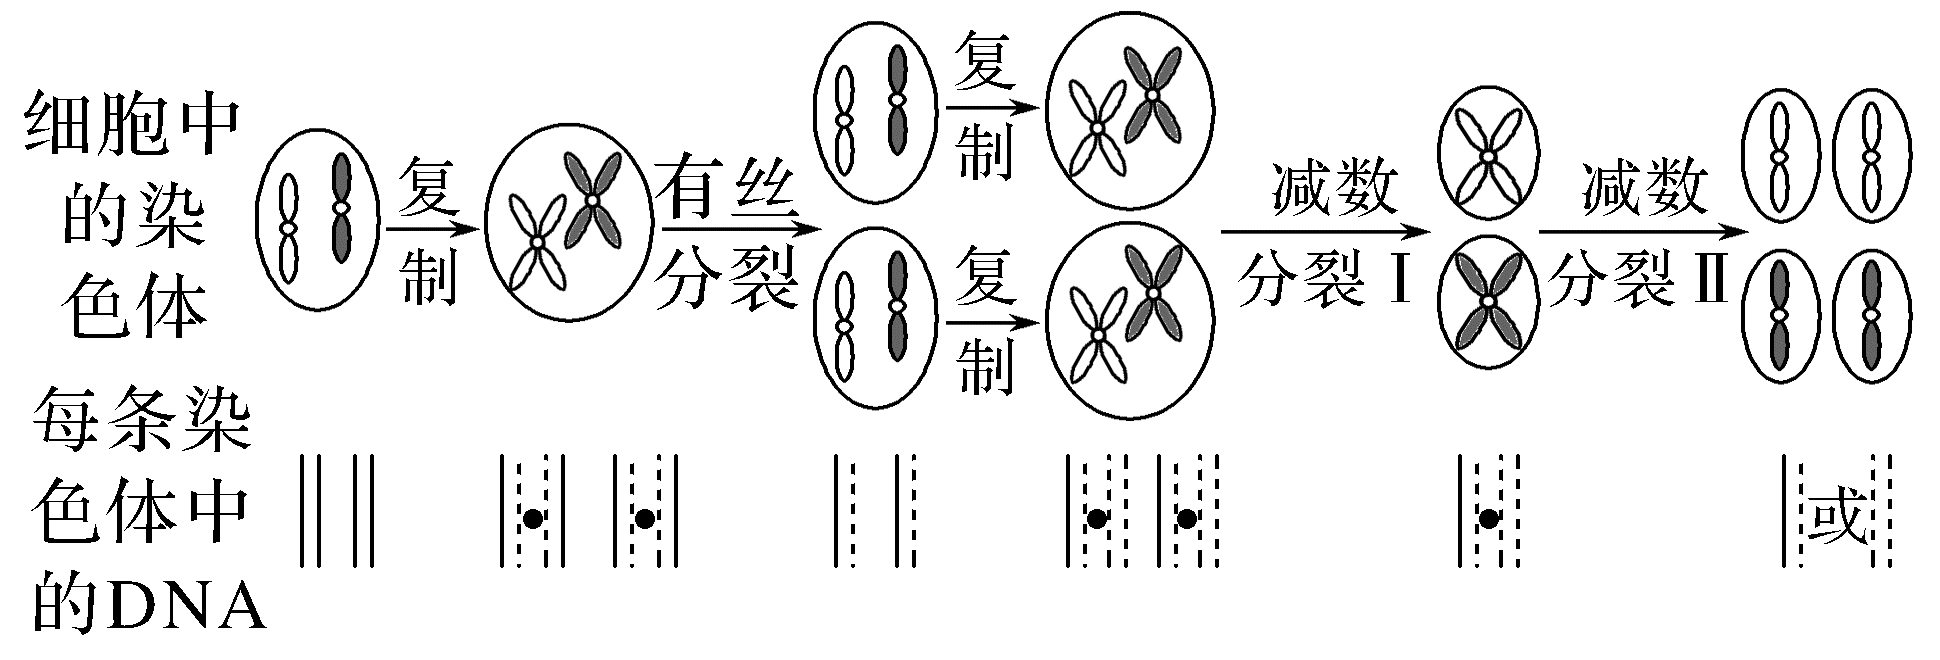 细胞中
的染
色体
复
制
有丝
分裂
复
制
复
制
减数
分裂Ⅰ
减数
分裂Ⅱ
每条染
色体中
的DNA
或